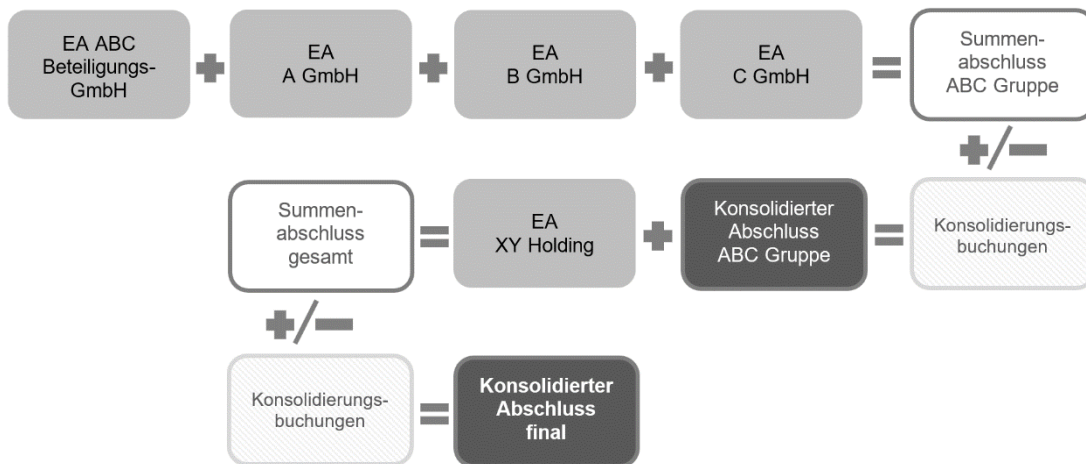 EA ABC
Beteiligungs-
GmbH
EA
A GmbH
EA
B GmbH
EA
C GmbH
Summen-
abschluss
ABC Gruppe
Summen-
abschluss
gesamt
EA
XY Holding
Konsolidierter
Abschluss
ABC Gruppe
Konsolidierungs-
buchungen
Konsolidierungs-
buchungen
Konsolidierter
Abschluss
final